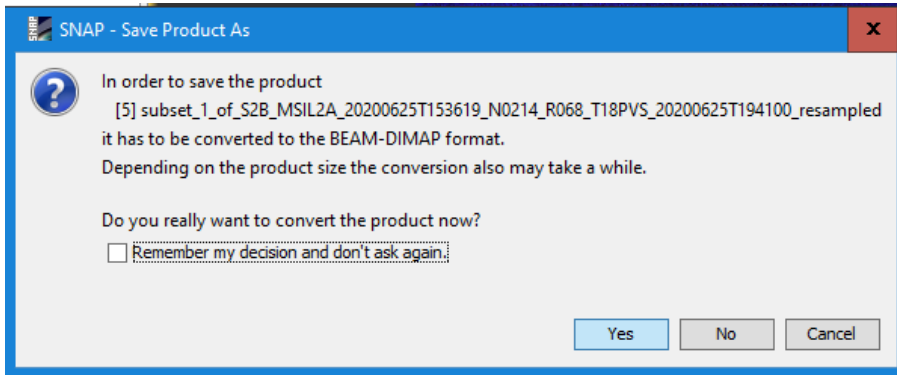 SNAP
SNAP - Save Product As
x
In order to save the product
[5] subset_1_of_S2B_MSIL2A_20200625T153619_N0214_R068_T18PVS_20200625T194100_resampled
it has to be converted to the BEAM-DIMAP format.
Depending on the product size the conversion also may take a while.
Do you really want to convert the product now?
Remember my decision and don't ask again.
Yes
No
Cancel